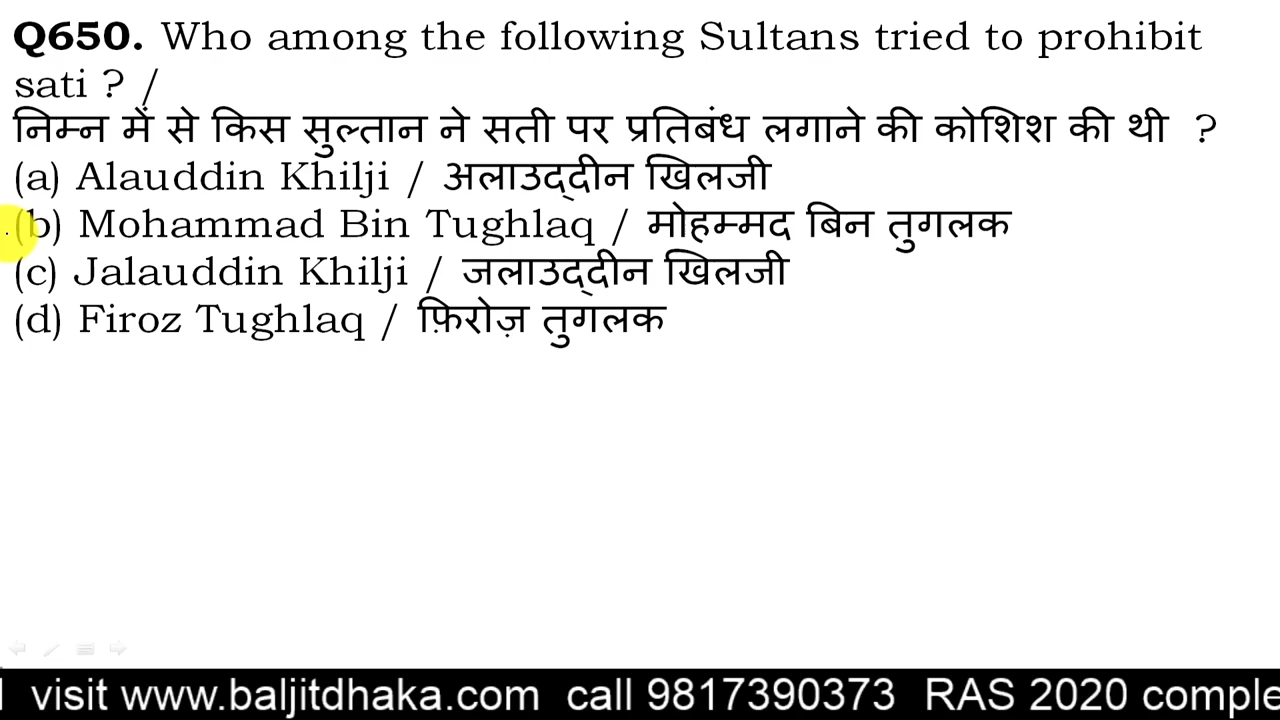 Q650. Who among the following Sultans tried to prohibit
sati ? /
निम्न में से किस सुल्तान ने सती पर प्रतिबंध लगाने की कोशिश की थी ?
(a) Alauddin Khilji / अलाउद्दीन खिलजी
(b) Mohammad Bin Tughlaq / मोहम्मद बिन तुगलक
(c) Jalauddin Khilji / जलाउद्दीन खिलजी
(d) Firoz Tughlaq / फ़िरोज़ तुगलक
visit www.baljitdhaka.com call 9817390373 RAS 2020 comple